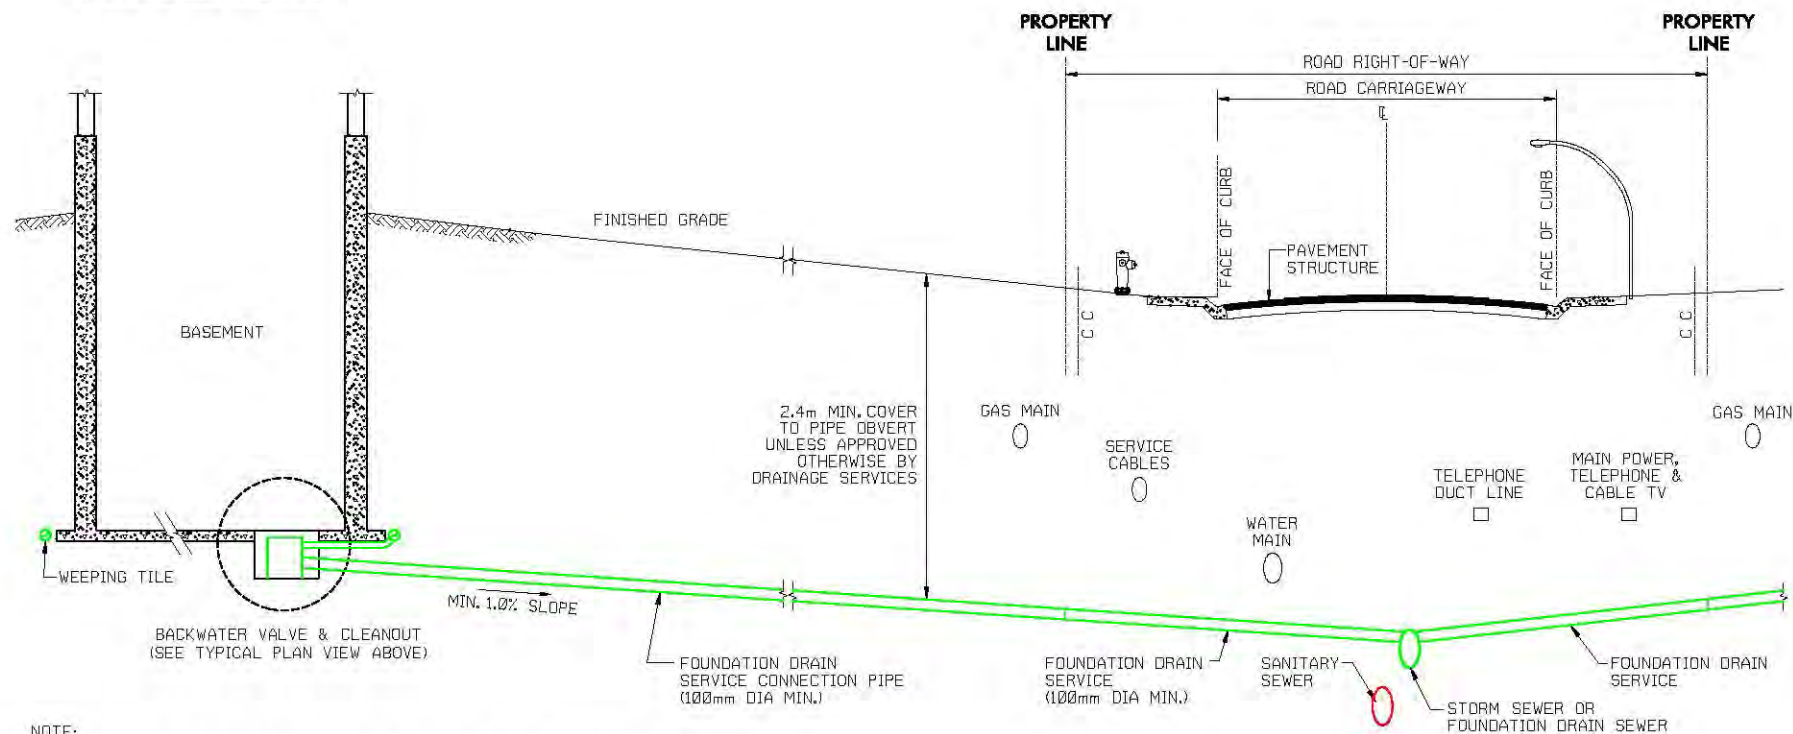 PROPERTY
LINE
PROPERTY
LINE
ROAD RIGHT-OF-WAY
ROAD CARRIAGEWAY
℄
FACE OF CURB
FACE OF CURB
FINISHED GRADE
PAVEMENT
STRUCTURE
BASEMENT
C C
C C
2.4m MIN. COVER
TO PIPE OBVERT
UNLESS APPROVED
OTHERWISE BY
DRAINAGE SERVICES
GAS MAIN
GAS MAIN
SERVICE
CABLES
TELEPHONE
DUCT LINE
MAIN POWER,
TELEPHONE &
CABLE TV
WATER
MAIN
WEEPING TILE
MIN. 1.0% SLOPE
BACKWATER VALVE & CLEANOUT
(SEE TYPICAL PLAN VIEW ABOVE)
FOUNDATION DRAIN
SERVICE CONNECTION PIPE
(100mm DIA MIN.)
FOUNDATION DRAIN
SERVICE
(100mm DIA MIN.)
SANITARY
SEWER
FOUNDATION DRAIN
SERVICE
STORM SEWER OR
FOUNDATION DRAIN SEWER
NOTE: